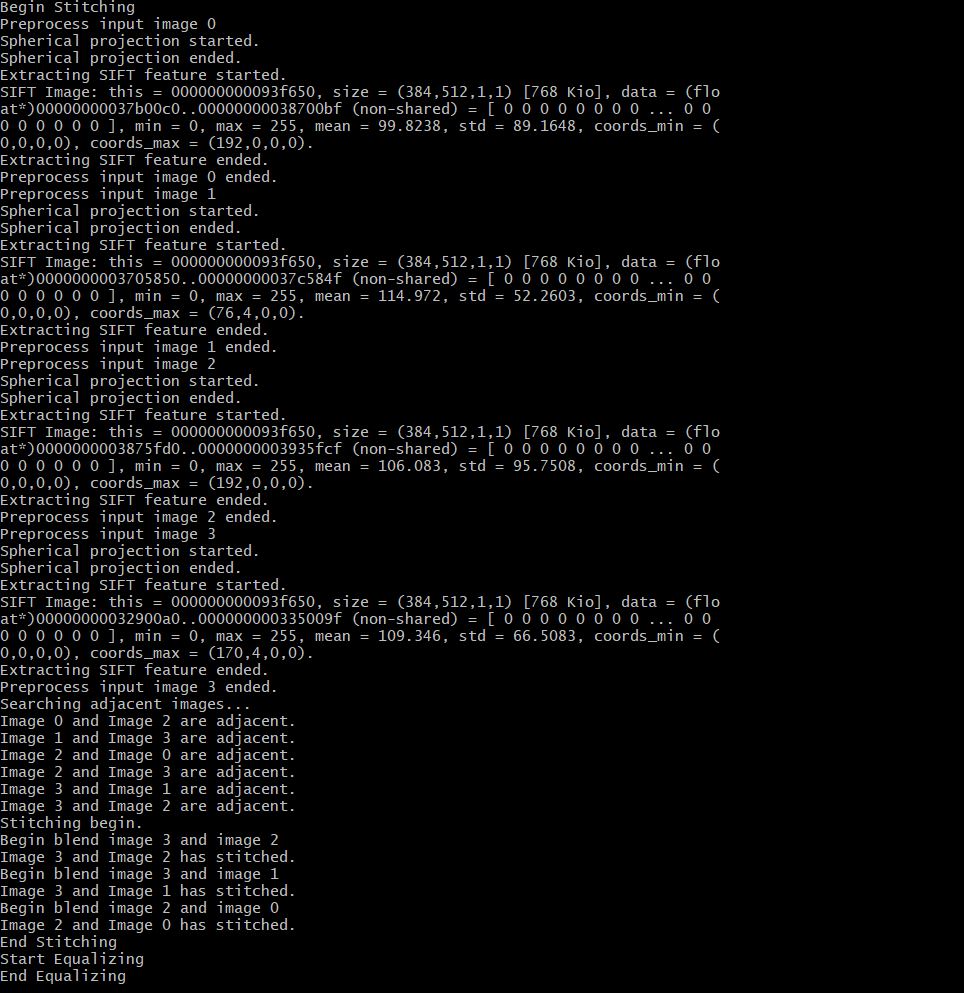 Begin Stitching
Preprocess input image 0
Spherical projection started.
Spherical projection ended.
Extracting SIFT feature started.
SIFT Image: this = 000000000093f650, size = (384,512,1,1) [768 Kio], data = (flo
at*)00000000037b00c0..00000000038700bf (non-shared) = [ 0 0 0 0 0 0 0 0 ... 0 0
0 0 0 0 0 0 ], min = 0, max = 255, mean = 99.8238, std = 89.1648, coords_min = (
0,0,0,0), coords_max = (192,0,0,0).
Extracting SIFT feature ended.
Preprocess input image 0 ended.
Preprocess input image 1
Spherical projection started.
Spherical projection ended.
Extracting SIFT feature started.
SIFT Image: this = 000000000093f650, size = (384,512,1,1) [768 Kio], data = (flo
at*)0000000003705850..00000000037c584f (non-shared) = [ 0 0 0 0 0 0 0 0 ... 0 0
0 0 0 0 0 0 ], min = 0, max = 255, mean = 114.972, std = 52.2603, coords_min = (
0,0,0,0), coords_max = (76,4,0,0).
Extracting SIFT feature ended.
Preprocess input image 1 ended.
Preprocess input image 2
Spherical projection started.
Spherical projection ended.
Extracting SIFT feature started.
SIFT Image: this = 000000000093f650, size = (384,512,1,1) [768 Kio], data = (flo
at*)0000000003875fd0..0000000003935fcf (non-shared) = [ 0 0 0 0 0 0 0 0 ... 0 0
0 0 0 0 0 0 ], min = 0, max = 255, mean = 106.083, std = 95.7508, coords_min = (
0,0,0,0), coords_max = (192,0,0,0).
Extracting SIFT feature ended.
Preprocess input image 2 ended.
Preprocess input image 3
Spherical projection started.
Spherical projection ended.
Extracting SIFT feature started.
SIFT Image: this = 000000000093f650, size = (384,512,1,1) [768 Kio], data = (flo
at*)00000000032900a0..000000000335009f (non-shared) = [ 0 0 0 0 0 0 0 0 ... 0 0
0 0 0 0 0 0 ], min = 0, max = 255, mean = 109.346, std = 66.5083, coords_min = (
0,0,0,0), coords_max = (170,4,0,0).
Extracting SIFT feature ended.
Preprocess input image 3 ended.
Searching adjacent images...
Image 0 and Image 2 are adjacent.
Image 1 and Image 3 are adjacent.
Image 2 and Image 0 are adjacent.
Image 2 and Image 3 are adjacent.
Image 3 and Image 1 are adjacent.
Image 3 and Image 2 are adjacent.
Stitching begin.
Begin blend image 3 and image 2
Image 3 and Image 2 has stitched.
Begin blend image 3 and image 1
Image 3 and Image 1 has stitched.
Begin blend image 2 and image 0
Image 2 and Image 0 has stitched.
End Stitching
Start Equalizing
End Equalizing